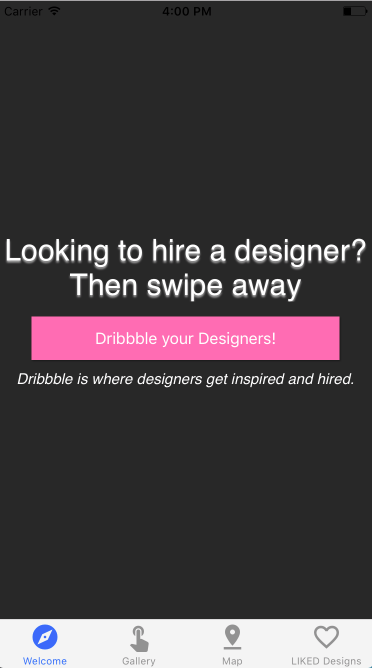 Carrier 4:00 PM
Looking to hire a designer?
Then swipe away
Dribbble your Designers!
Dribbble is where designers get inspired and hired.
Welcome Gallery Map LIKED Designs